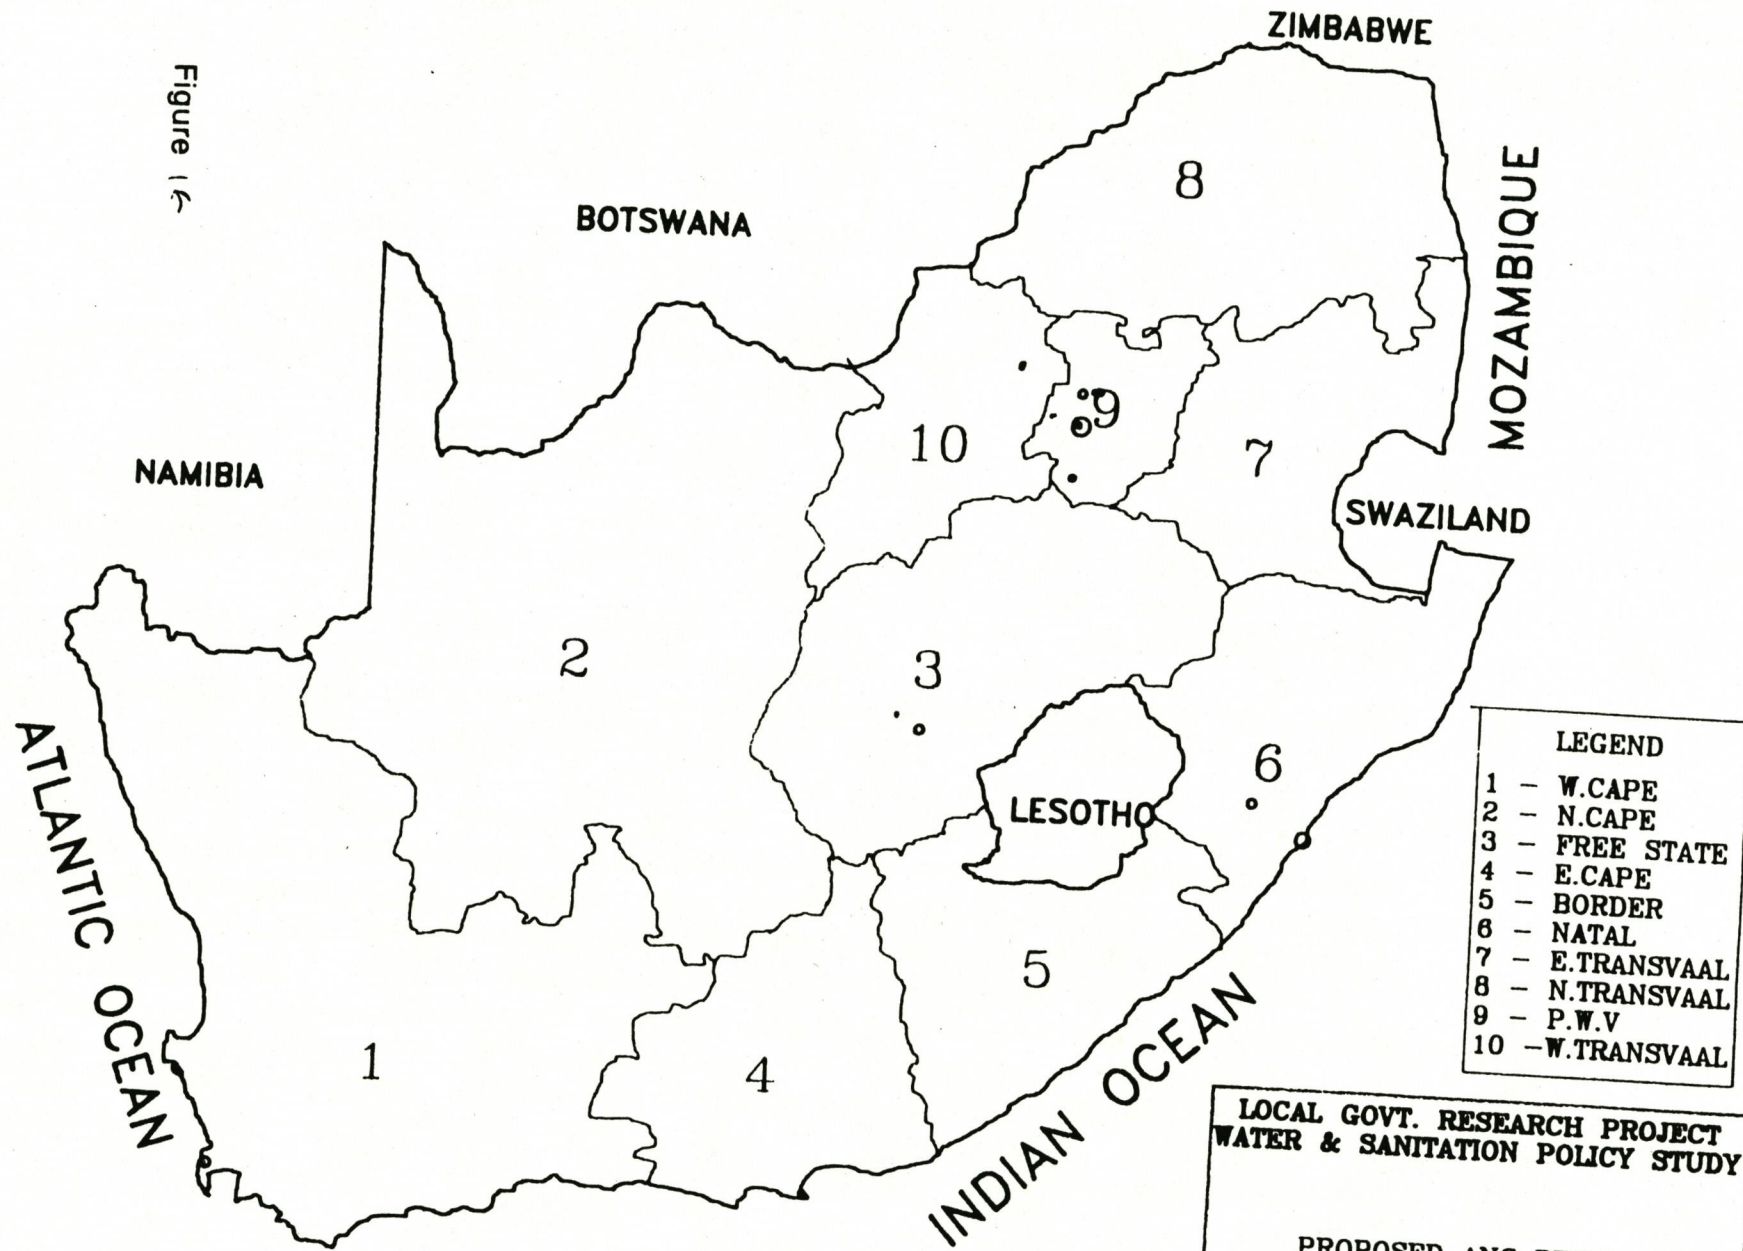 Figure 1
ZIMBABWE
8
MOZAMBIQUE
BOTSWANA
9
10
7
NAMIBIA
SWAZILAND
2
3
6
LESOTHO
ATLANTIC OCEAN
5
1
4
INDIAN OCEAN
LEGEND
1 - W.CAPE
2 - N.CAPE
3 - FREE STATE
4 - E.CAPE
5 - BORDER
6 - NATAL
7 - E.TRANSVAAL
8 - N.TRANSVAAL
9 - P.W.V
10 -W.TRANSVAAL
LOCAL GOVT. RESEARCH PROJECT
WATER & SANITATION POLICY STUDY
PROPOSED ANC